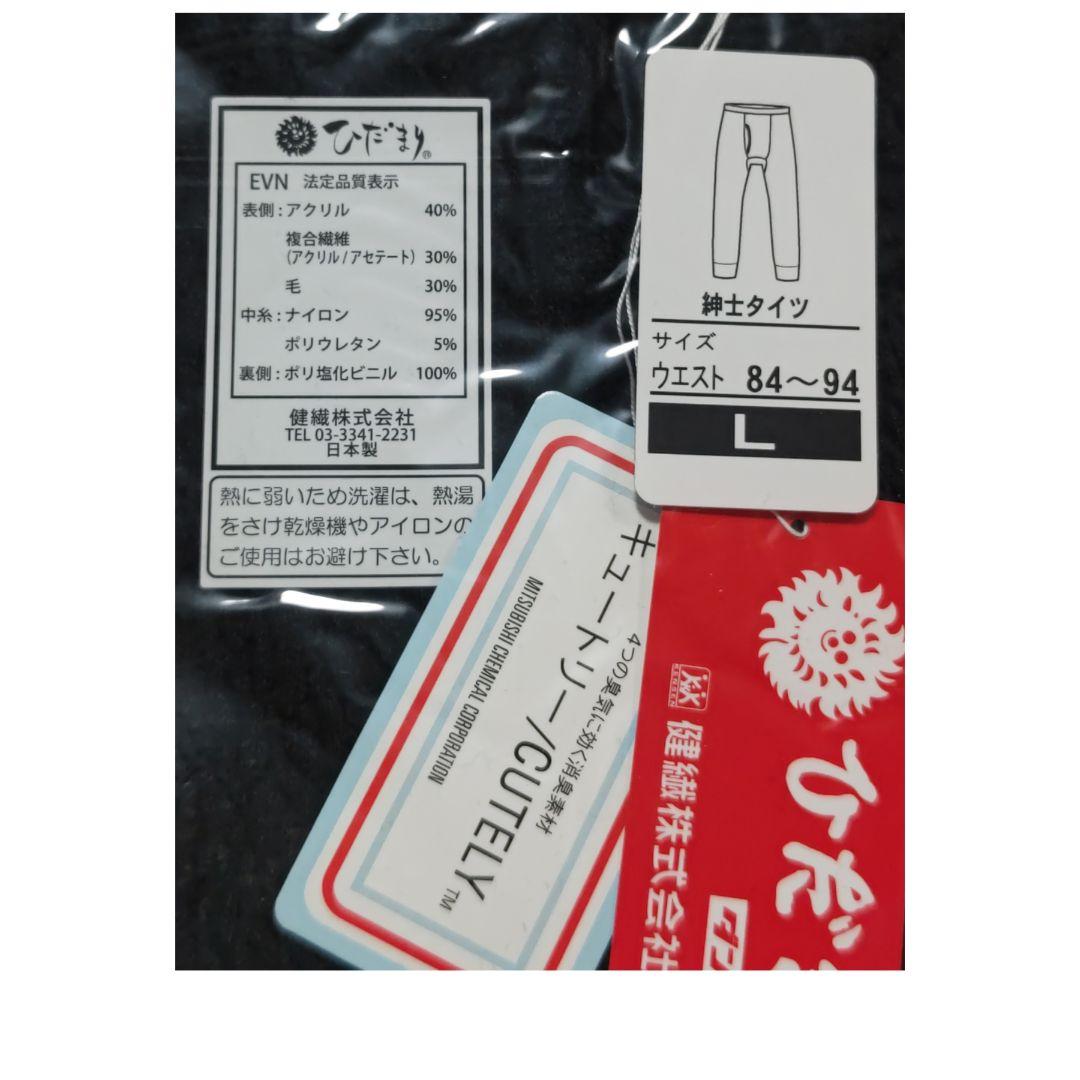 ひだまり®
EVN 法定品質表示
表側：アクリル 40%
複合繊維
（アクリル/アセテート） 30%
毛 30%
中糸：ナイロン 95%
ポリウレタン 5%
裏側：ポリ塩化ビニル 100%
健繊株式会社
TEL 03-3341-2231
日本製
熱に弱いため洗濯は、熱湯
をさけ乾燥機やアイロンの
ご使用はお避け下さい。
紳士タイツ
サイズ
ウエスト 84～94
L
4つの臭気に効く消臭素材
キュートリー/CUTELY™
MITSUBISHI CHEMICAL CORPORATION
ひだ
KENSEN
健繊株式会社